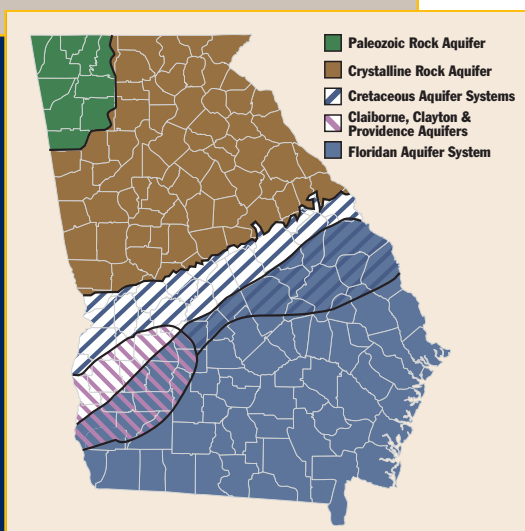 Paleozoic Rock Aquifer
Crystalline Rock Aquifer
Cretaceous Aquifer Systems
Claiborne, Clayton &
Providence Aquifers
Floridan Aquifer System